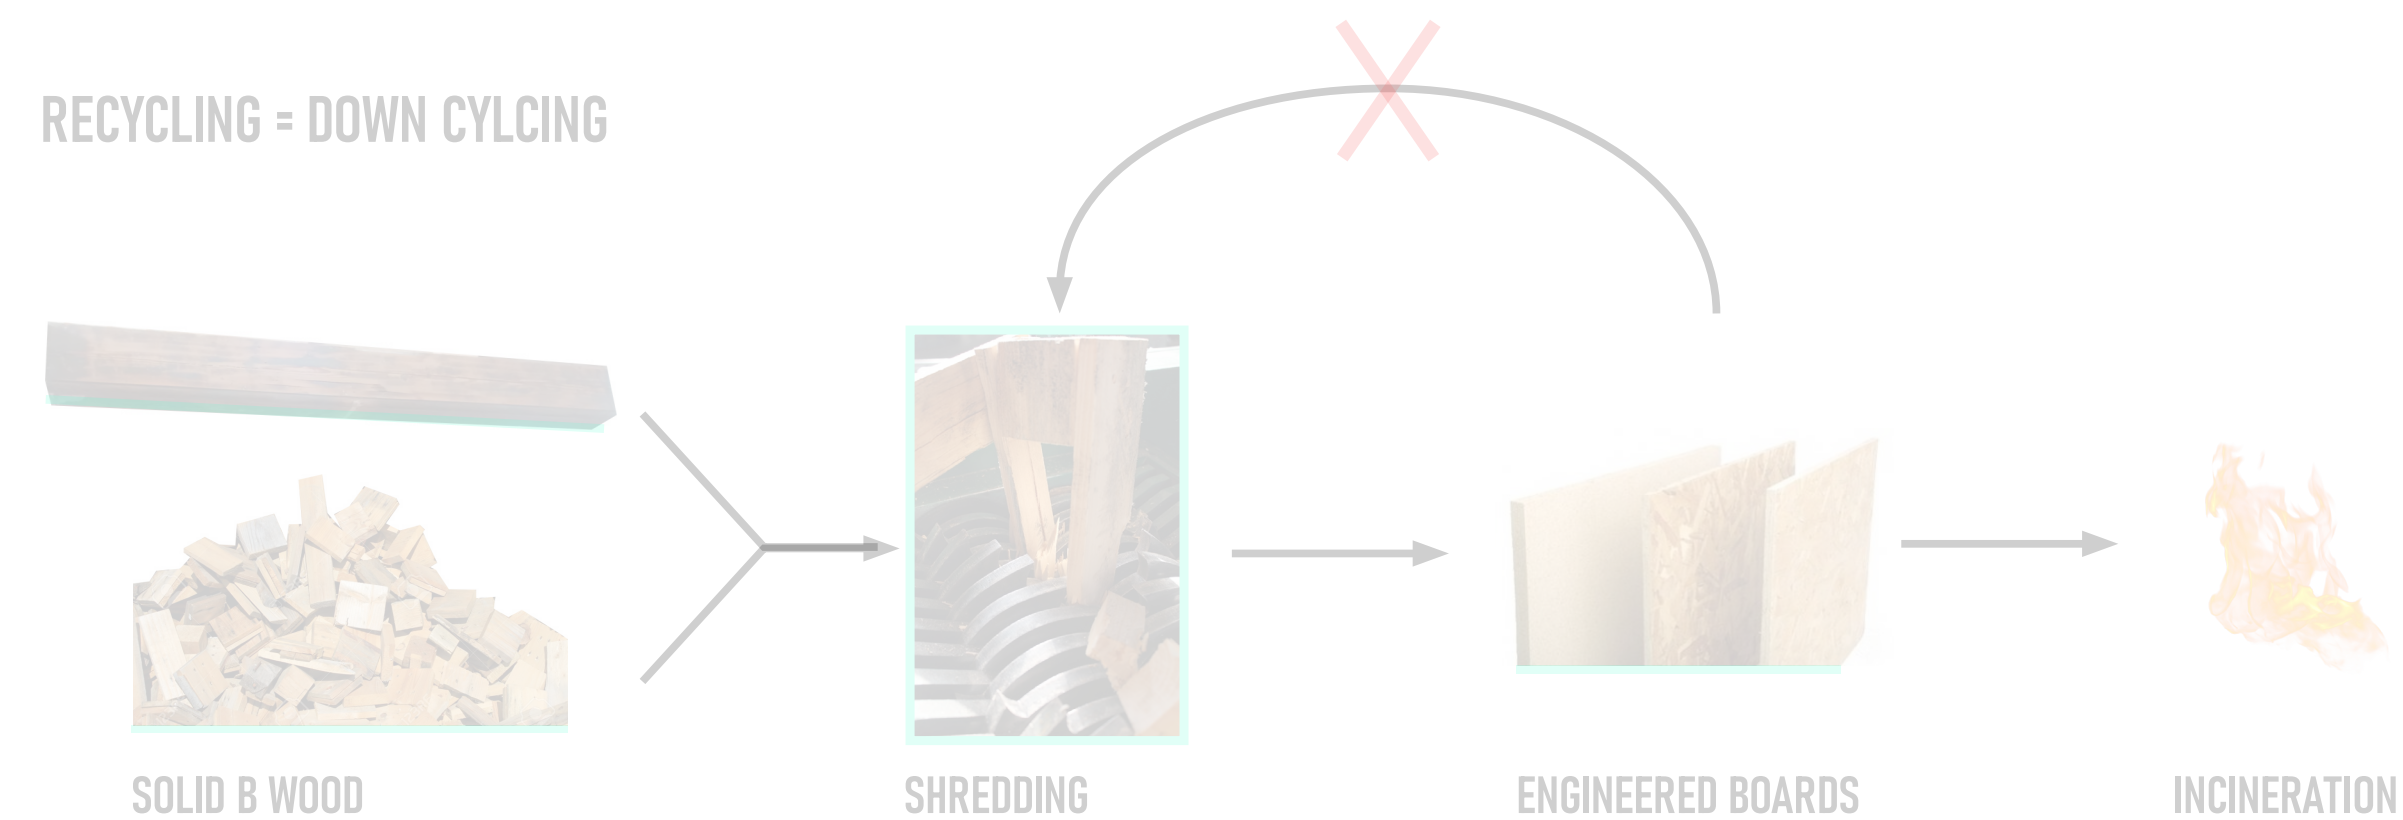 RECYCLING = DOWN CYLCING
SOLID B WOOD
SHREDDING
ENGINEERED BOARDS
INCINERATION